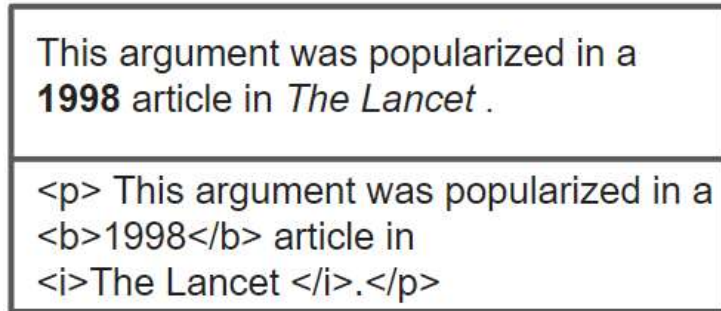 This argument was popularized in a
1998 article in The Lancet .
<p> This argument was popularized in a
<b>1998</b> article in
<i>The Lancet </i>.</p>